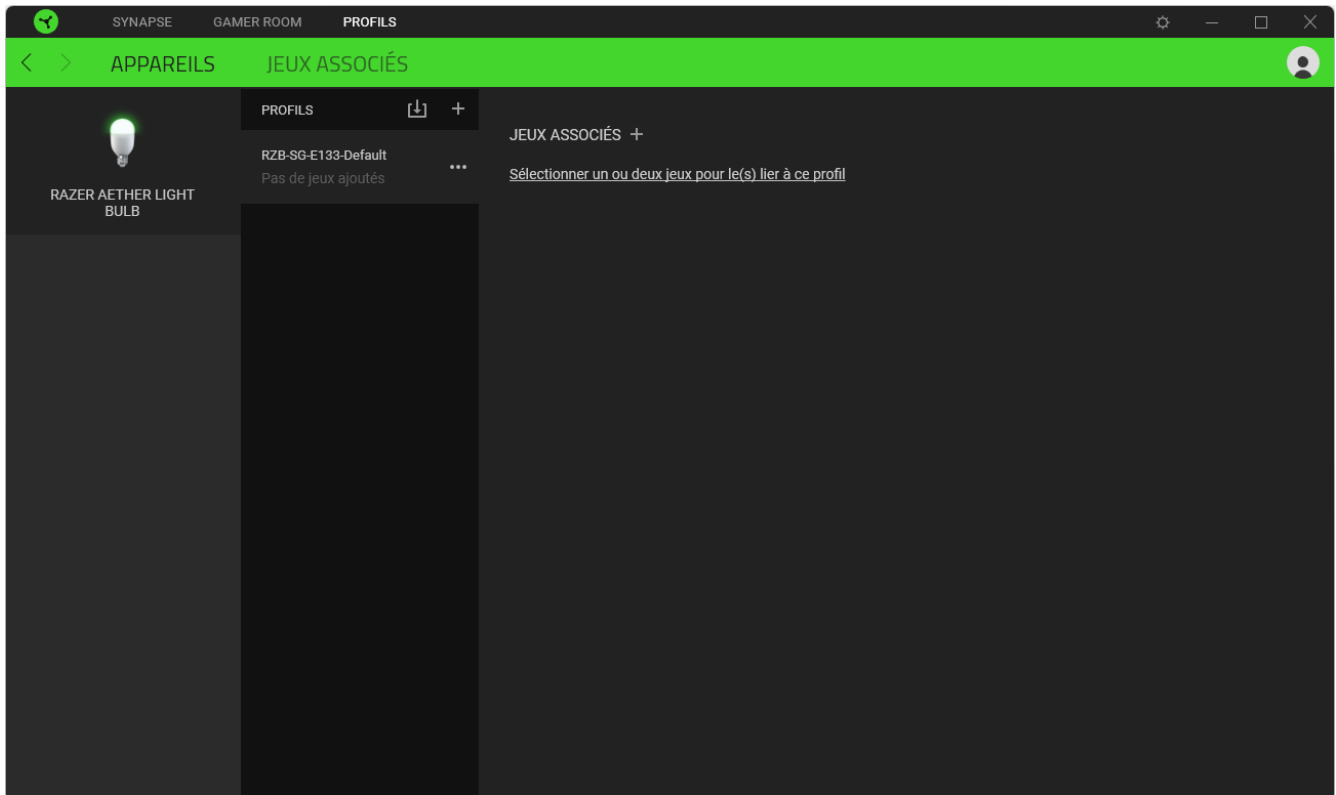 SYNAPSE GAMER ROOM PROFILS
APPAREILS JEUX ASSOCIÉS
RAZER AETHER LIGHT
BULB
PROFILS
RZB-SG-E133-Default
Pas de jeux ajoutés
JEUX ASSOCIÉS
Sélectionner un ou deux jeux pour le(s) lier à ce profil